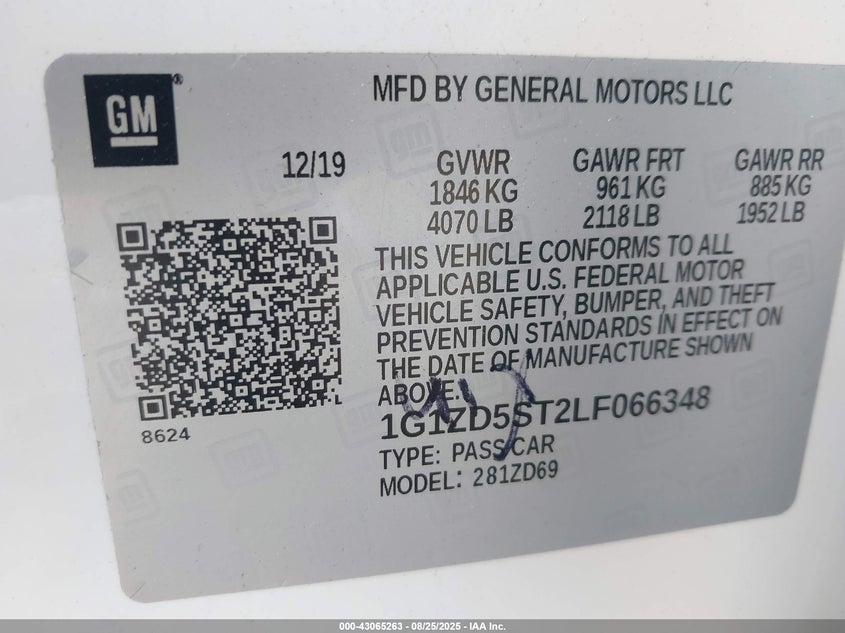 GM®
MFD BY GENERAL MOTORS LLC
12/19
GVWR
1846 KG
4070 LB
GAWR FRT
961 KG
2118 LB
GAWR RR
885 KG
1952 LB
THIS VEHICLE CONFORMS TO ALL
APPLICABLE U.S. FEDERAL MOTOR
VEHICLE SAFETY, BUMPER, AND THEFT
PREVENTION STANDARDS IN EFFECT ON
THE DATE OF MANUFACTURE SHOWN
ABOVE.
1G1ZD5ST2LF066348
TYPE: PASS CAR
MODEL: 281ZD69
8624
000-43065263 - 08/25/2025 - IAA Inc.